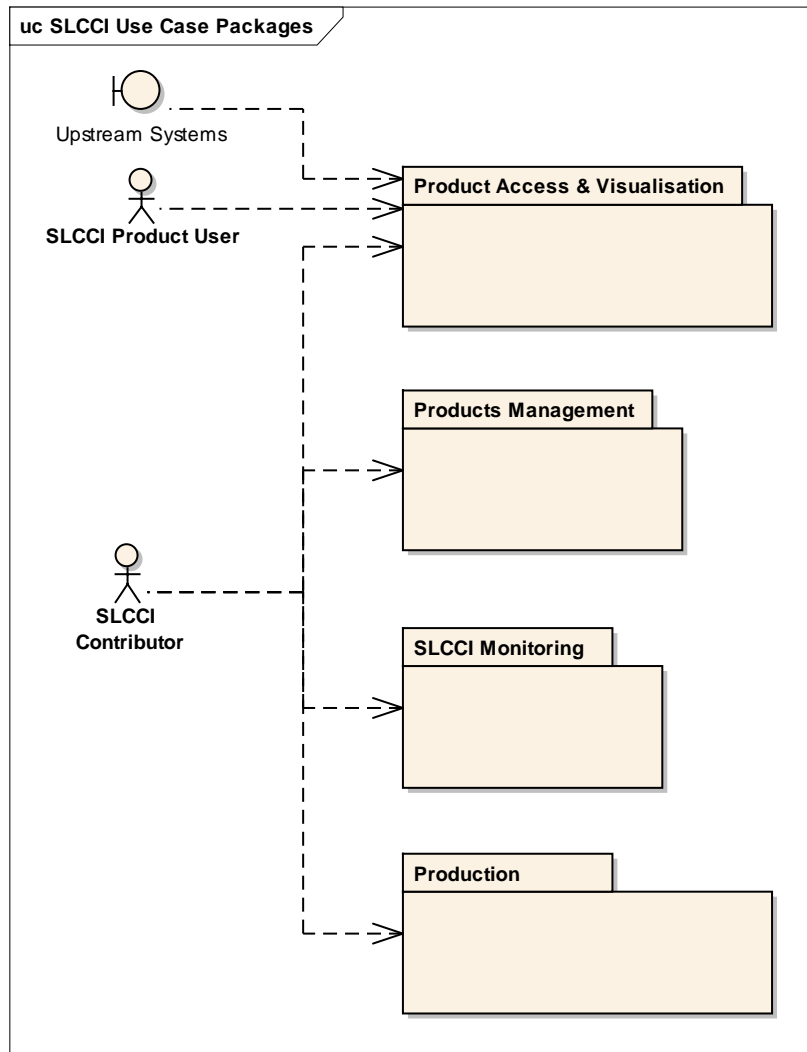 uc SLCCI Use Case Packages
Upstream Systems
SLCCI Product User
Product Access & Visualisation
Products Management
SLCCI
Contributor
SLCCI Monitoring
Production